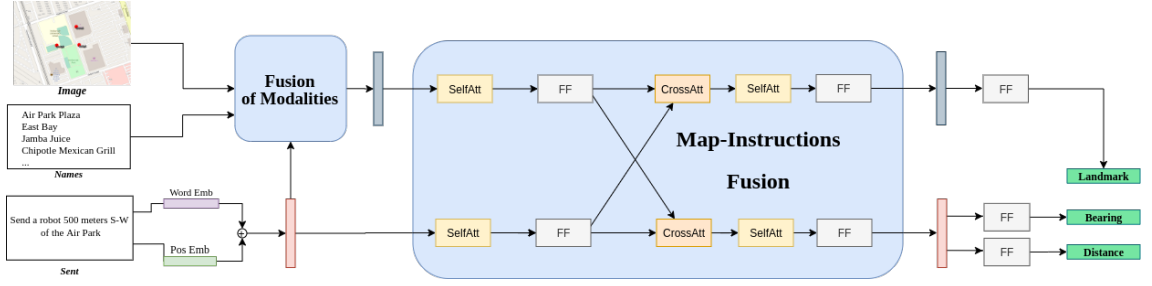 Image
Air Park Plaza
East Bay
Jamba Juice
Chipotle Mexican Grill
...
Names
Send a robot 500 meters S-W
of the Air Park
Sent
Word Emb
Pos Emb
Fusion
of Modalities
SelfAtt
FF
CrossAtt
SelfAtt
FF
Map-Instructions
Fusion
SelfAtt
FF
CrossAtt
SelfAtt
FF
FF
Landmark
FF
Bearing
FF
Distance